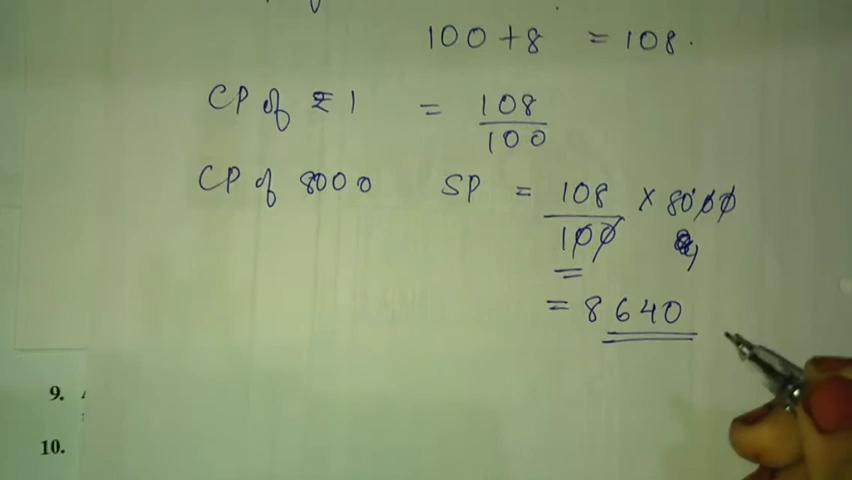 100 + 8 = 108.
CP of ₹ 1 = 108/100
CP of 8000 SP = 108/100 × 8000
= 8640
9.
10.